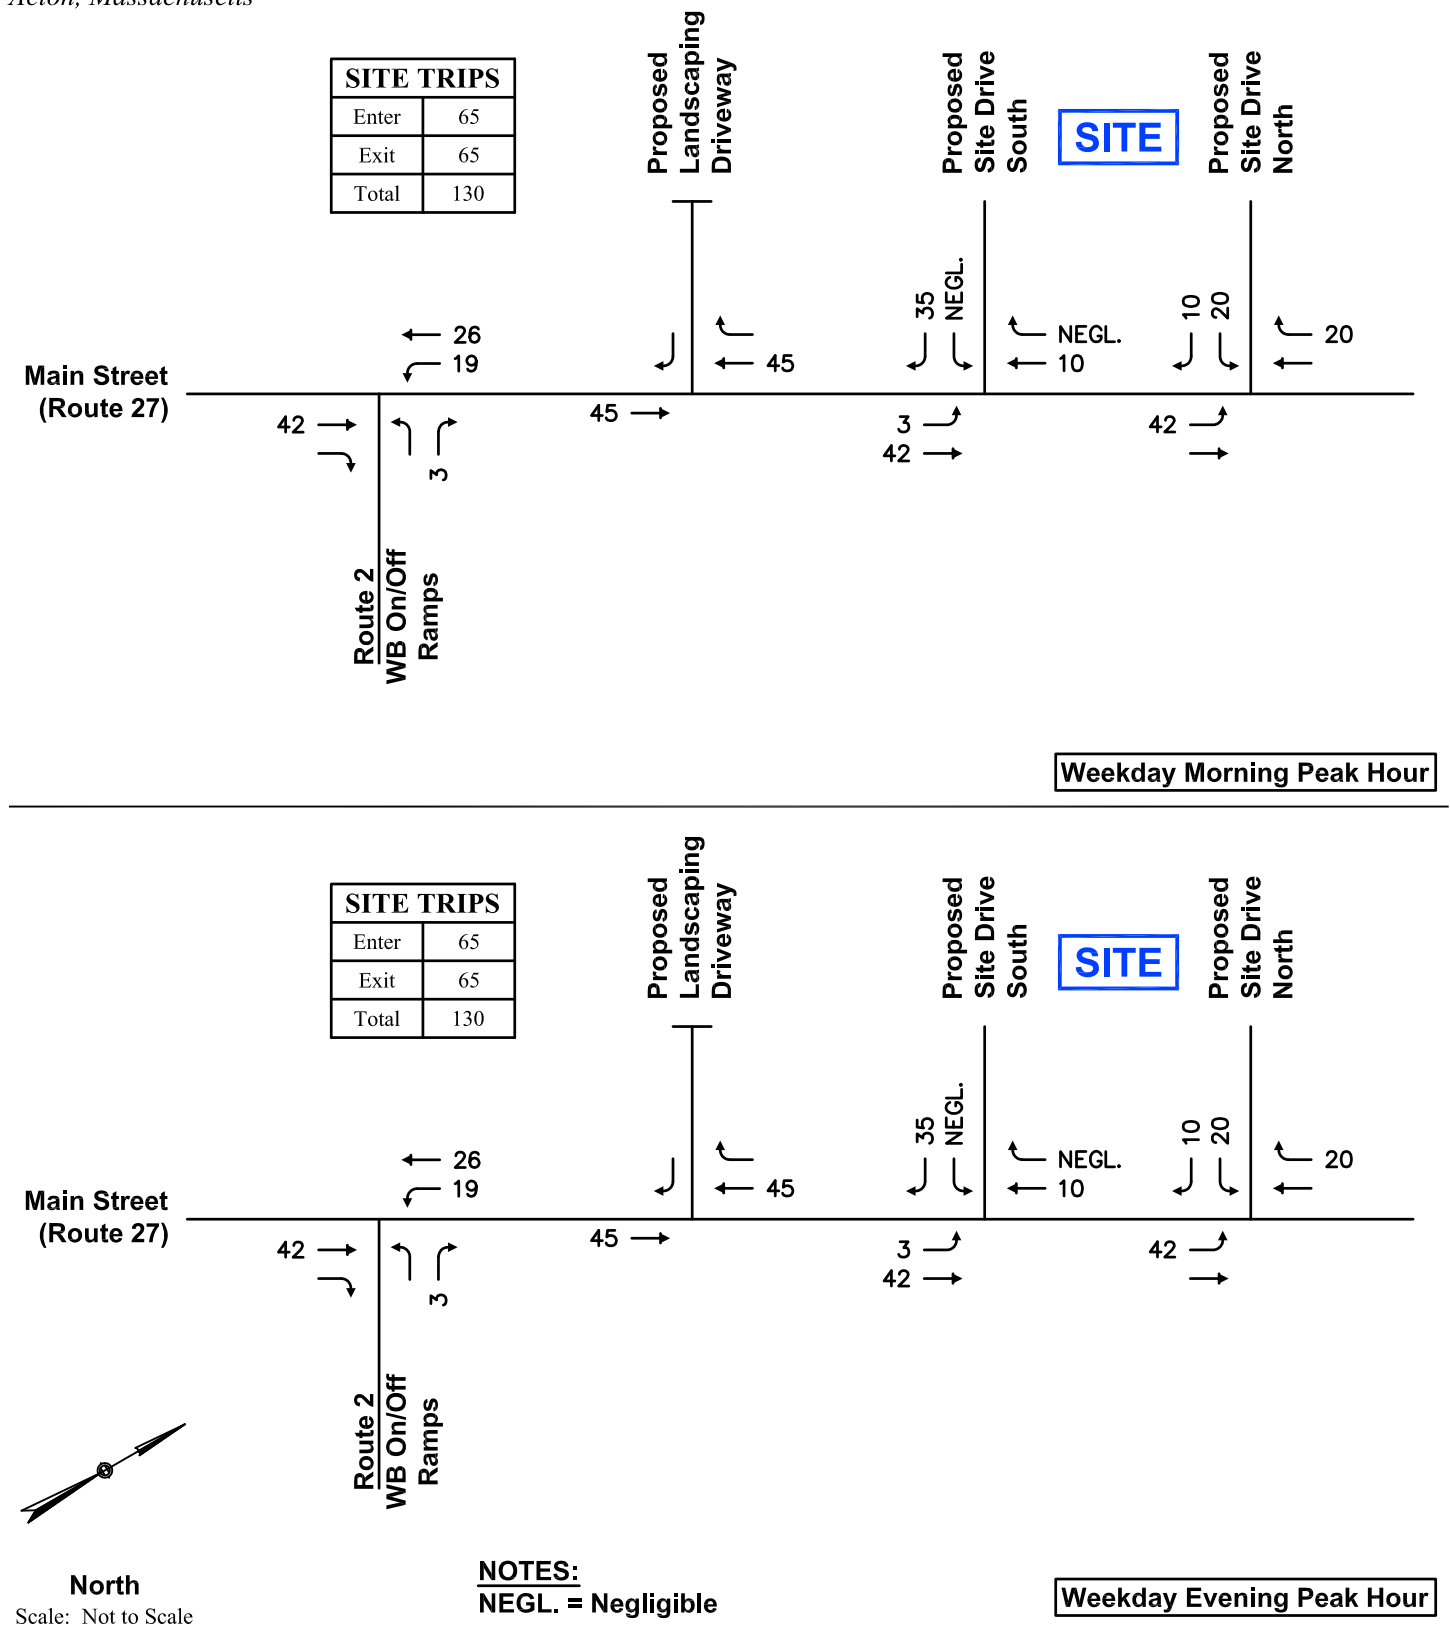 Acton, Massachusetts
SITE TRIPS
Enter 65
Exit 65
Total 130
Proposed
Landscaping
Driveway
Proposed
Site Drive
South
SITE
Proposed
Site Drive
North
35
NEGL.
10
20
26
19
45
NEGL.
10
20
Main Street
(Route 27)
42
3
45
3
42
42
Route 2
WB On/Off
Ramps
Weekday Morning Peak Hour
SITE TRIPS
Enter 65
Exit 65
Total 130
Proposed
Landscaping
Driveway
Proposed
Site Drive
South
SITE
Proposed
Site Drive
North
35
NEGL.
10
20
26
19
45
NEGL.
10
20
Main Street
(Route 27)
42
3
45
3
42
42
Route 2
WB On/Off
Ramps
North
Scale: Not to Scale
NOTES:
NEGL. = Negligible
Weekday Evening Peak Hour